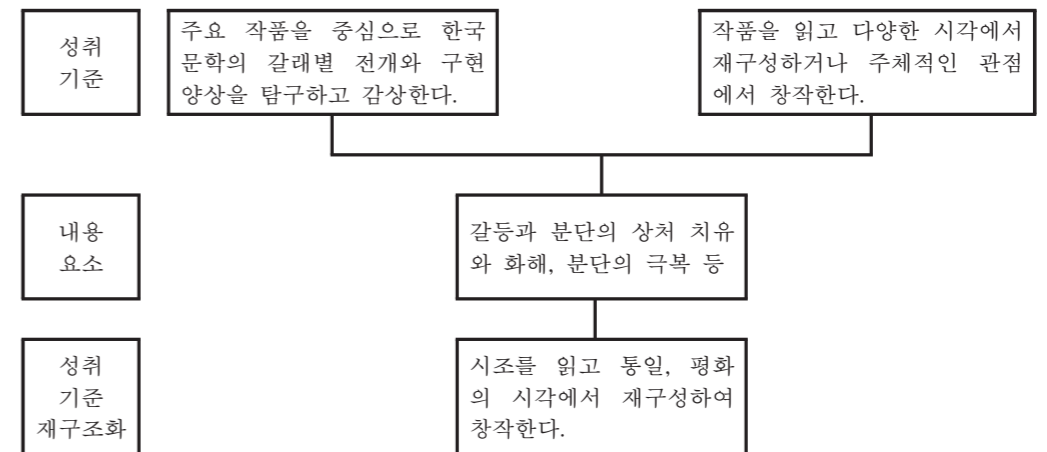 성취
기준
주요 작품을 중심으로 한국
문학의 갈래별 전개와 구현
양상을 탐구하고 감상한다.
작품을 읽고 다양한 시각에서
재구성하거나 주체적인 관점
에서 창작한다.
내용
요소
갈등과 분단의 상처 치유
와 화해, 분단의 극복 등
성취
기준
재구조화
시조를 읽고 통일, 평화
의 시각에서 재구성하여
창작한다.